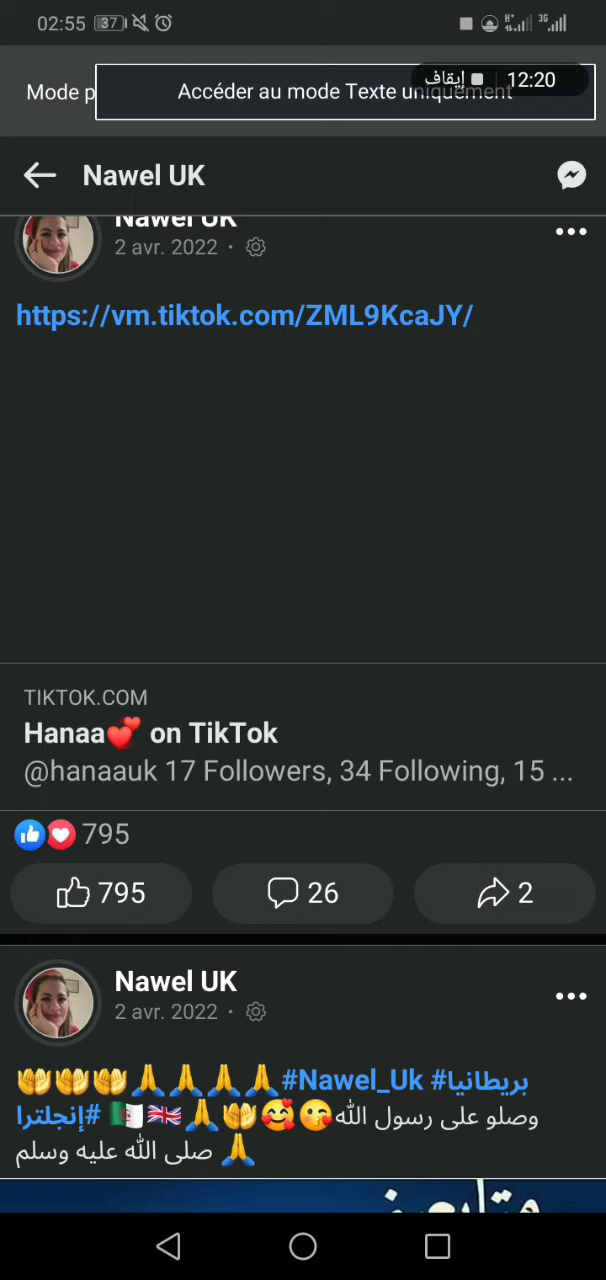 02:55 37 H+ 3G
Mode p Accéder au mode Texte uniquement إيقاف 12:20
Nawel UK
Nawel UK
2 avr. 2022 ·
https://vm.tiktok.com/ZML9KcaJY/
TIKTOK.COM
Hanaa💕 on TikTok
@hanaauk 17 Followers, 34 Following, 15 ...
795
795 26 2
Nawel UK
2 avr. 2022 ·
🤲🤲🤲🙏🙏🙏🙏#Nawel_Uk #بريطانيا
#إنجلترا 🇩🇿🇬🇧🙏🤲🥰😘وصلو على رسول الله
صلى الله عليه وسلم 🙏